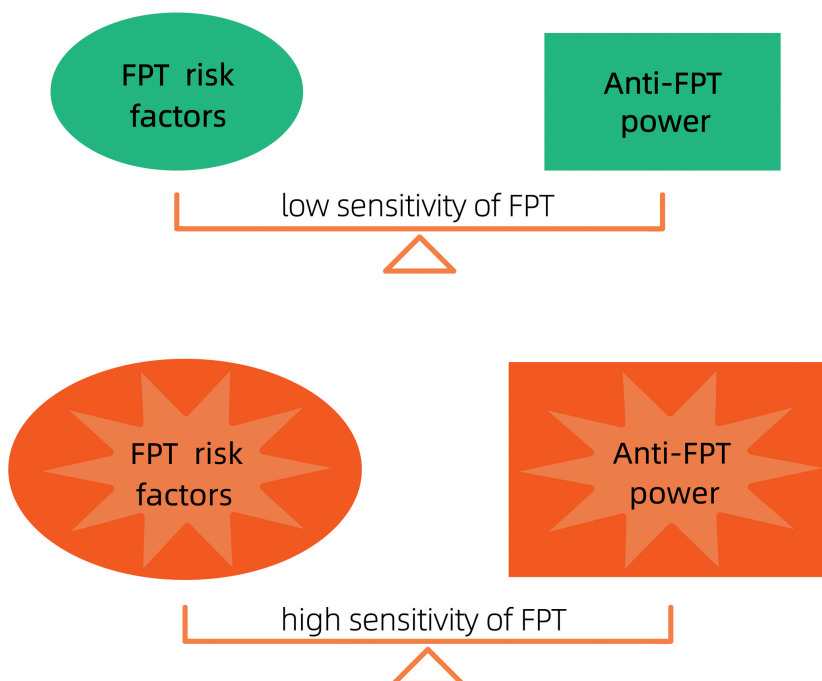 FPT risk
factors
Anti-FPT
power
low sensitivity of FPT
FPT risk
factors
Anti-FPT
power
high sensitivity of FPT